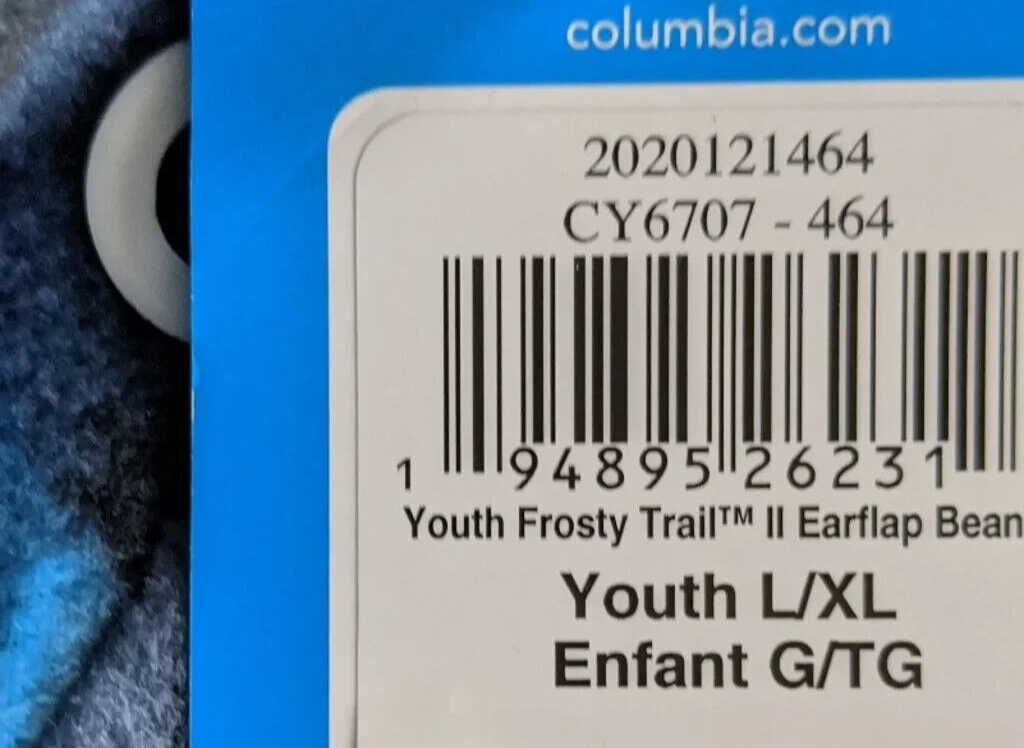 columbia.com
2020121464
CY6707 - 464
1 94895 26231
Youth Frosty Trail™ II Earflap Bean
Youth L/XL
Enfant G/TG